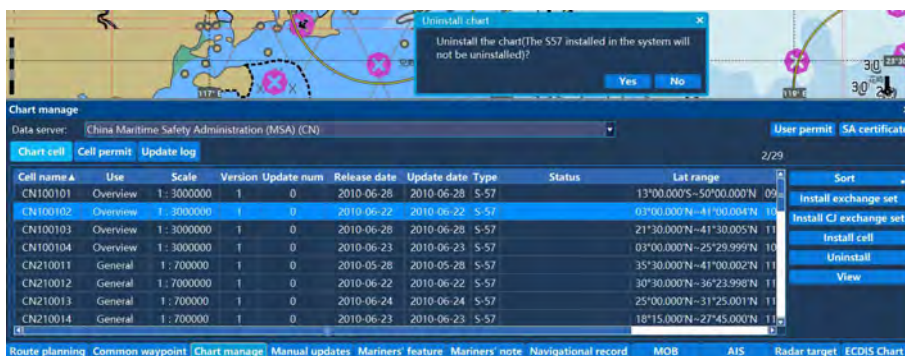 Uninstall chart
Uninstall the chart(The S57 installed in the system will
not be uninstalled)?
Yes No
117° E
Chart manage
Data server: China Maritime Safety Administration (MSA) (CN) User permit SA certificate
Chart cell Cell permit Update log 2/29
Cell name Use Scale Version Update num Release date Update date Type Status Lat range
CN100101 Overview 1 : 3000000 1 0 2010-06-28 2010-06-28 S-57 13°00.000'S~50°00.000'N 09
CN100102 Overview 1 : 3000000 1 0 2010-06-22 2010-06-22 S-57 03°00.000'N~41°00.004'N 10
CN100103 Overview 1 : 3000000 1 0 2010-06-28 2010-06-28 S-57 21°30.000'N~41°30.005'N 11
CN100104 Overview 1 : 3000000 1 0 2010-06-23 2010-06-23 S-57 03°00.000'N~25°29.999'N 10
CN210011 General 1 : 700000 1 0 2010-05-28 2010-05-28 S-57 35°30.000'N~41°00.002'N 11
CN210012 General 1 : 700000 1 0 2010-06-22 2010-06-22 S-57 30°30.000'N~36°23.998'N 11
CN210013 General 1 : 700000 1 0 2010-06-24 2010-06-24 S-57 25°00.000'N~31°25.001'N 11
CN210014 General 1 : 700000 1 0 2010-06-23 2010-06-23 S-57 18°15.000'N~27°45.000'N 11
Sort
Install exchange set
Install CJ exchange set
Install cell
Uninstall
View
Route planning Common waypoint Chart manage Manual updates Mariners' feature Mariners' note Navigational record MOB AIS Radar target ECDIS Chart